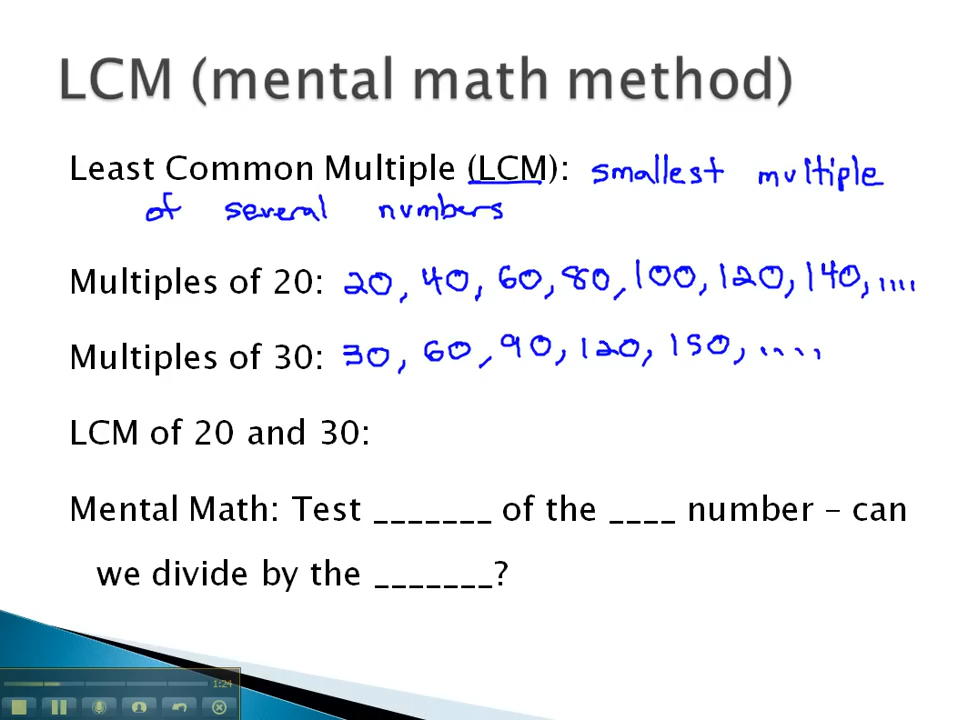 LCM (mental math method)
Least Common Multiple (LCM): smallest multiple
of several numbers
Multiples of 20: 20, 40, 60, 80, 100, 120, 140, ....
Multiples of 30: 30, 60, 90, 120, 150, ....
LCM of 20 and 30:
Mental Math: Test _______ of the ____ number – can
we divide by the _______?
1:24